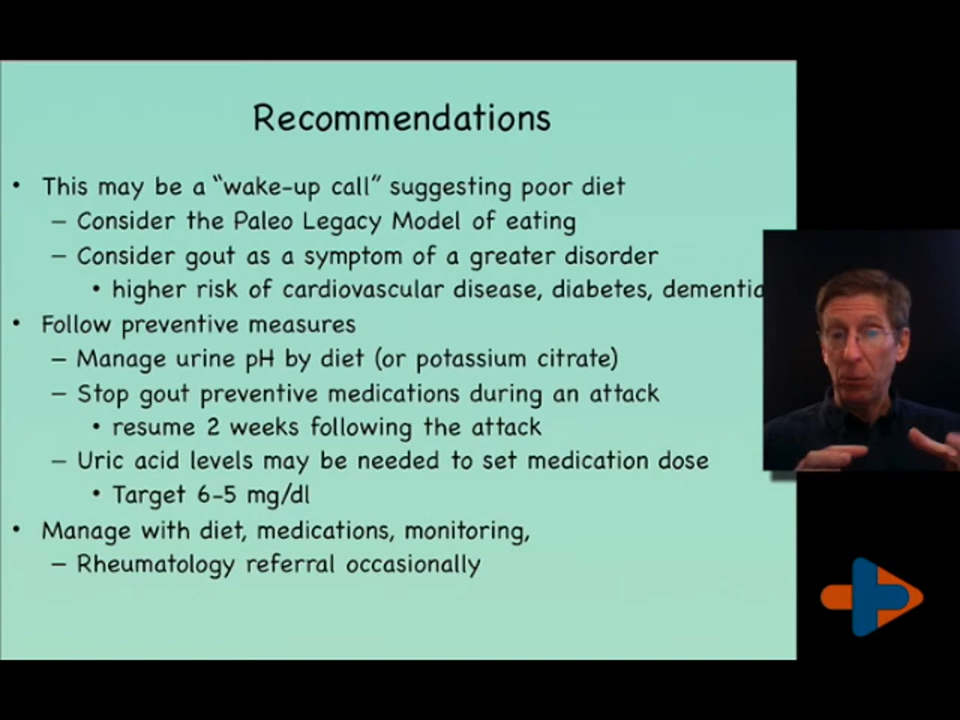 Recommendations
• This may be a “wake-up call” suggesting poor diet
– Consider the Paleo Legacy Model of eating
– Consider gout as a symptom of a greater disorder
• higher risk of cardiovascular disease, diabetes, dementia
• Follow preventive measures
– Manage urine pH by diet (or potassium citrate)
– Stop gout preventive medications during an attack
• resume 2 weeks following the attack
– Uric acid levels may be needed to set medication dose
• Target 6-5 mg/dl
• Manage with diet, medications, monitoring,
– Rheumatology referral occasionally